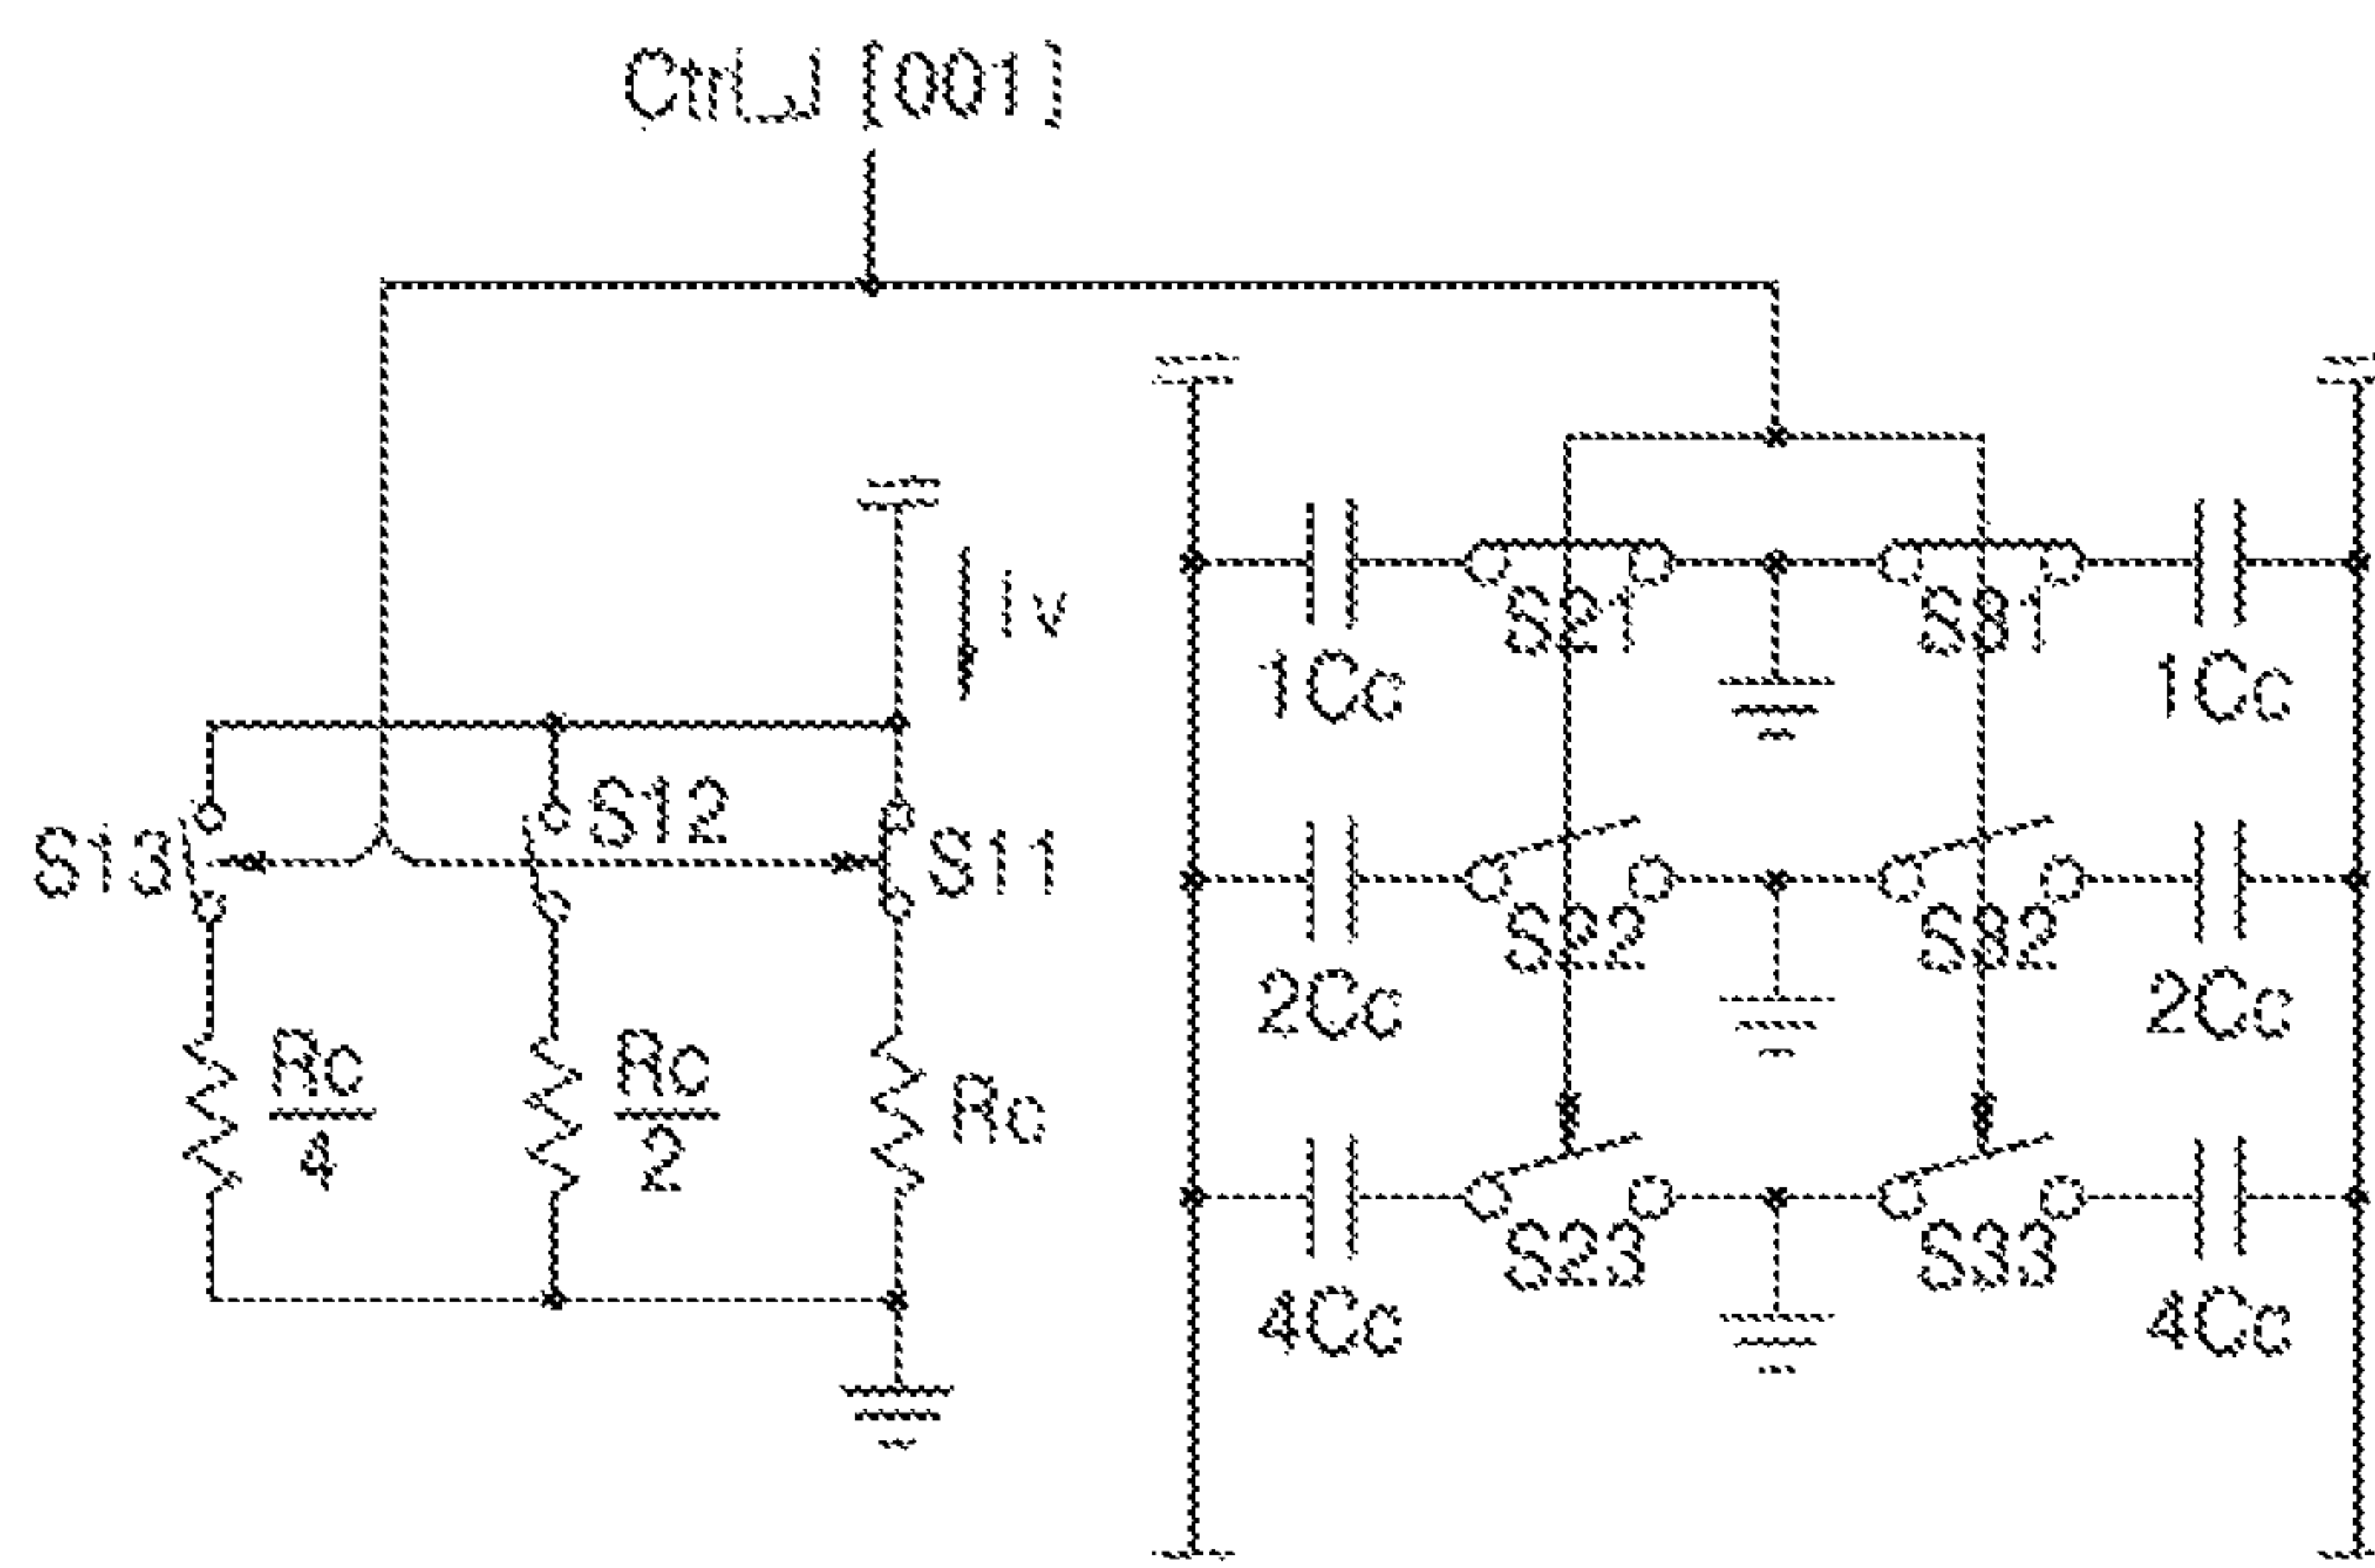 Ctrl_J [001]
Iv
S21
S31
1Cc
1Cc
S12
S13
S11
S22
S32
2Cc
2Cc
Rc
4
Rc
2
Rc
S23
S33
4Cc
4Cc